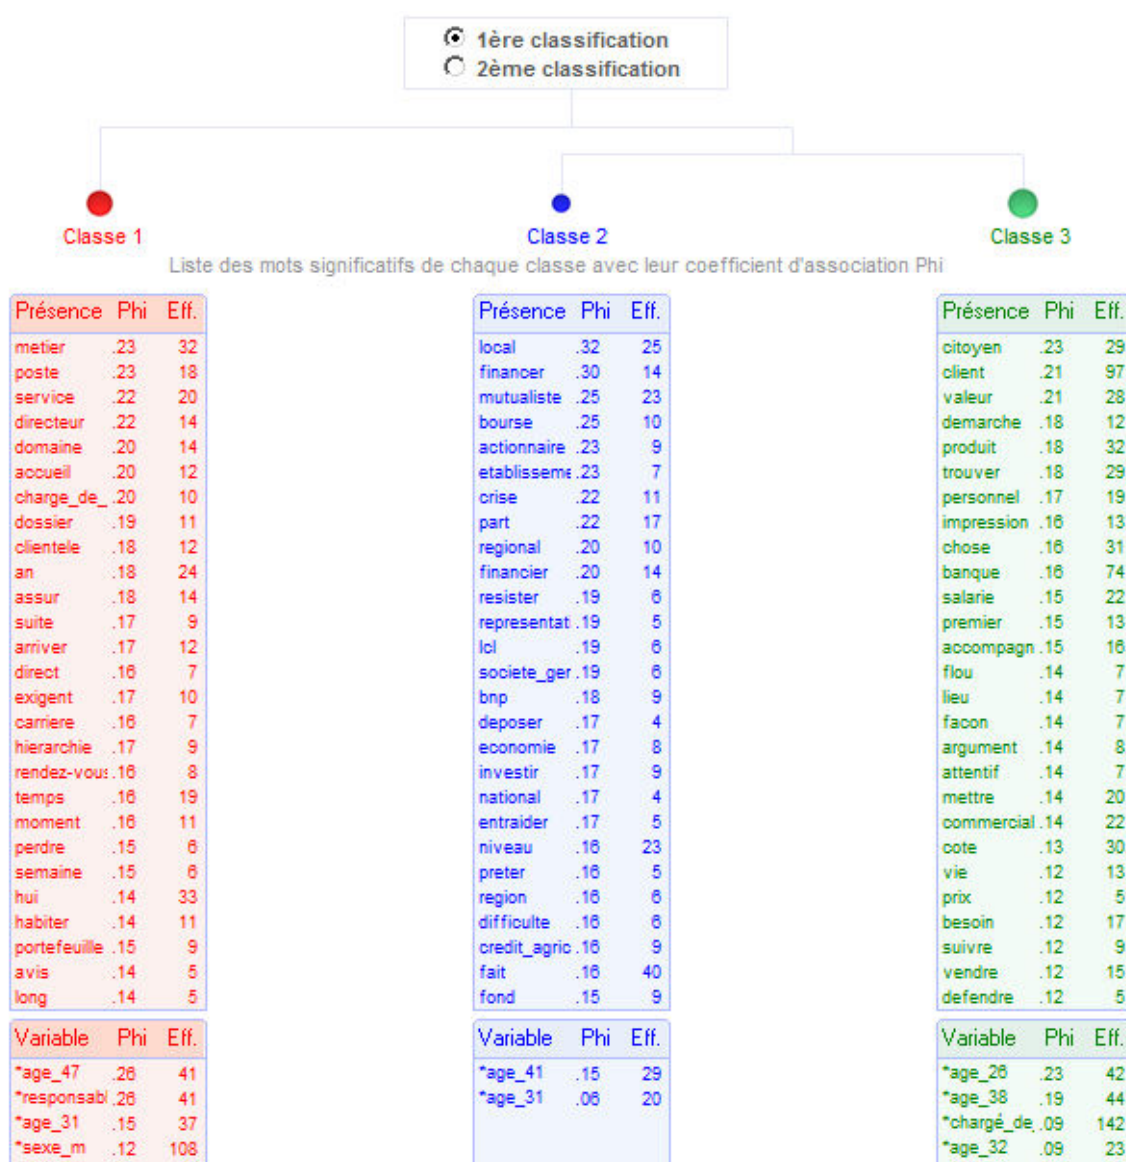 1ère classification
2ème classification
Classe 1
Classe 2
Classe 3
Liste des mots significatifs de chaque classe avec leur coefficient d'association Phi
Présence Phi Eff.
metier .23 32
poste .23 18
service .22 20
directeur .22 14
domaine .20 14
accueil .20 12
charge_de_ .20 10
dossier .19 11
clientele .18 12
an .18 24
assur .18 14
suite .17 9
arriver .17 12
direct .16 7
exigent .17 10
carriere .16 7
hierarchie .17 9
rendez-vous .16 8
temps .16 19
moment .16 11
perdre .15 6
semaine .15 6
hui .14 33
habiter .14 11
portefeuille .15 9
avis .14 5
long .14 5
Variable Phi Eff.
*age_47 .26 41
*responsabl .26 41
*age_31 .15 37
*sexe_m .12 108
Présence Phi Eff.
local .32 25
financer .30 14
mutualiste .25 23
bourse .25 10
actionnaire .23 9
etablisseme .23 7
crise .22 11
part .22 17
regional .20 10
financier .20 14
resister .19 6
representat .19 5
lcl .19 6
societe_ger .19 6
bnp .18 9
deposer .17 4
economie .17 8
investir .17 9
national .17 4
entraider .17 5
niveau .16 23
preter .16 5
region .16 6
difficulte .16 6
credit_agric .16 9
fait .16 40
fond .15 9
Variable Phi Eff.
*age_41 .15 29
*age_31 .06 20
Présence Phi Eff.
citoyen .23 29
client .21 97
valeur .21 28
demarche .18 12
produit .18 32
trouver .18 29
personnel .17 19
impression .16 13
chose .16 31
banque .16 74
salarie .15 22
premier .15 13
accompagn .15 16
flou .14 7
lieu .14 7
facon .14 7
argument .14 8
attentif .14 7
mettre .14 20
commercial .14 22
cote .13 30
vie .12 13
prix .12 5
besoin .12 17
suivre .12 9
vendre .12 15
defendre .12 5
Variable Phi Eff.
*age_26 .23 42
*age_38 .19 44
*chargé_de_ .09 142
*age_32 .09 23